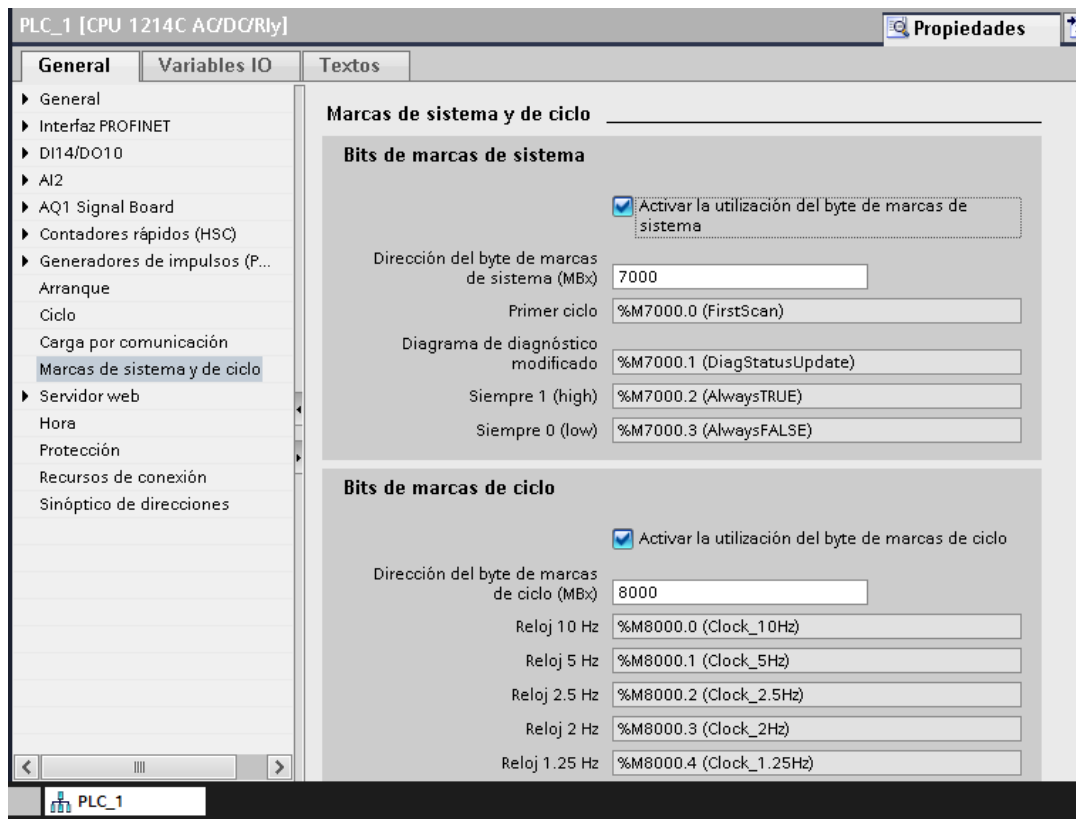 PLC_1 [CPU 1214C AC/DC/Rly]
Propiedades
General
Variables IO
Textos
General
Interfaz PROFINET
DI14/DO10
AI2
AQ1 Signal Board
Contadores rápidos (HSC)
Generadores de impulsos (P...
Arranque
Ciclo
Carga por comunicación
Marcas de sistema y de ciclo
Servidor web
Hora
Protección
Recursos de conexión
Sinóptico de direcciones
Marcas de sistema y de ciclo
Bits de marcas de sistema
Activar la utilización del byte de marcas de
sistema
Dirección del byte de marcas
de sistema (MBx)
7000
Primer ciclo
%M7000.0 (FirstScan)
Diagrama de diagnóstico
modificado
%M7000.1 (DiagStatusUpdate)
Siempre 1 (high)
%M7000.2 (AlwaysTRUE)
Siempre 0 (low)
%M7000.3 (AlwaysFALSE)
Bits de marcas de ciclo
Activar la utilización del byte de marcas de ciclo
Dirección del byte de marcas
de ciclo (MBx)
8000
Reloj 10 Hz
%M8000.0 (Clock_10Hz)
Reloj 5 Hz
%M8000.1 (Clock_5Hz)
Reloj 2.5 Hz
%M8000.2 (Clock_2.5Hz)
Reloj 2 Hz
%M8000.3 (Clock_2Hz)
Reloj 1.25 Hz
%M8000.4 (Clock_1.25Hz)
PLC_1